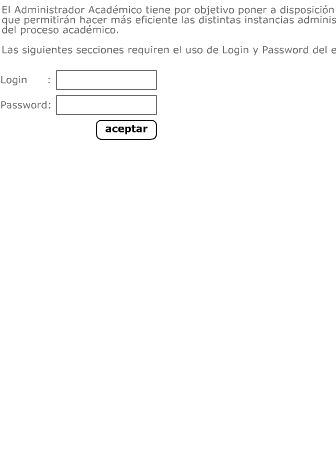 El Administrador Académico tiene por objetivo poner a disposición
que permitirán hacer más eficiente las distintas instancias adminis
del proceso académico.
Las siguientes secciones requiren el uso de Login y Password del e
Login :
Password:
aceptar